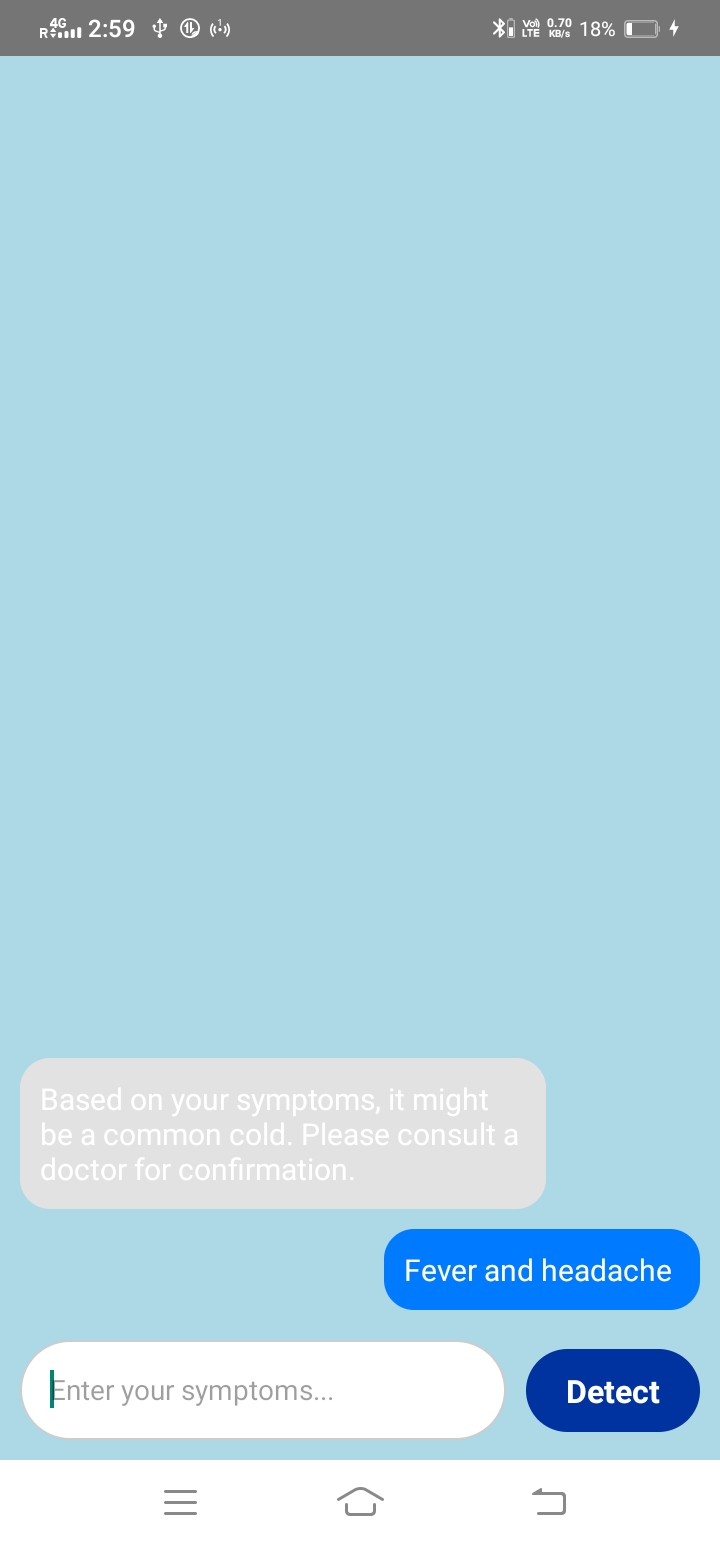 R 4G 2:59 1 Vo) LTE 0.70 KB/s 18%
Based on your symptoms, it might
be a common cold. Please consult a
doctor for confirmation.
Fever and headache
Enter your symptoms...
Detect